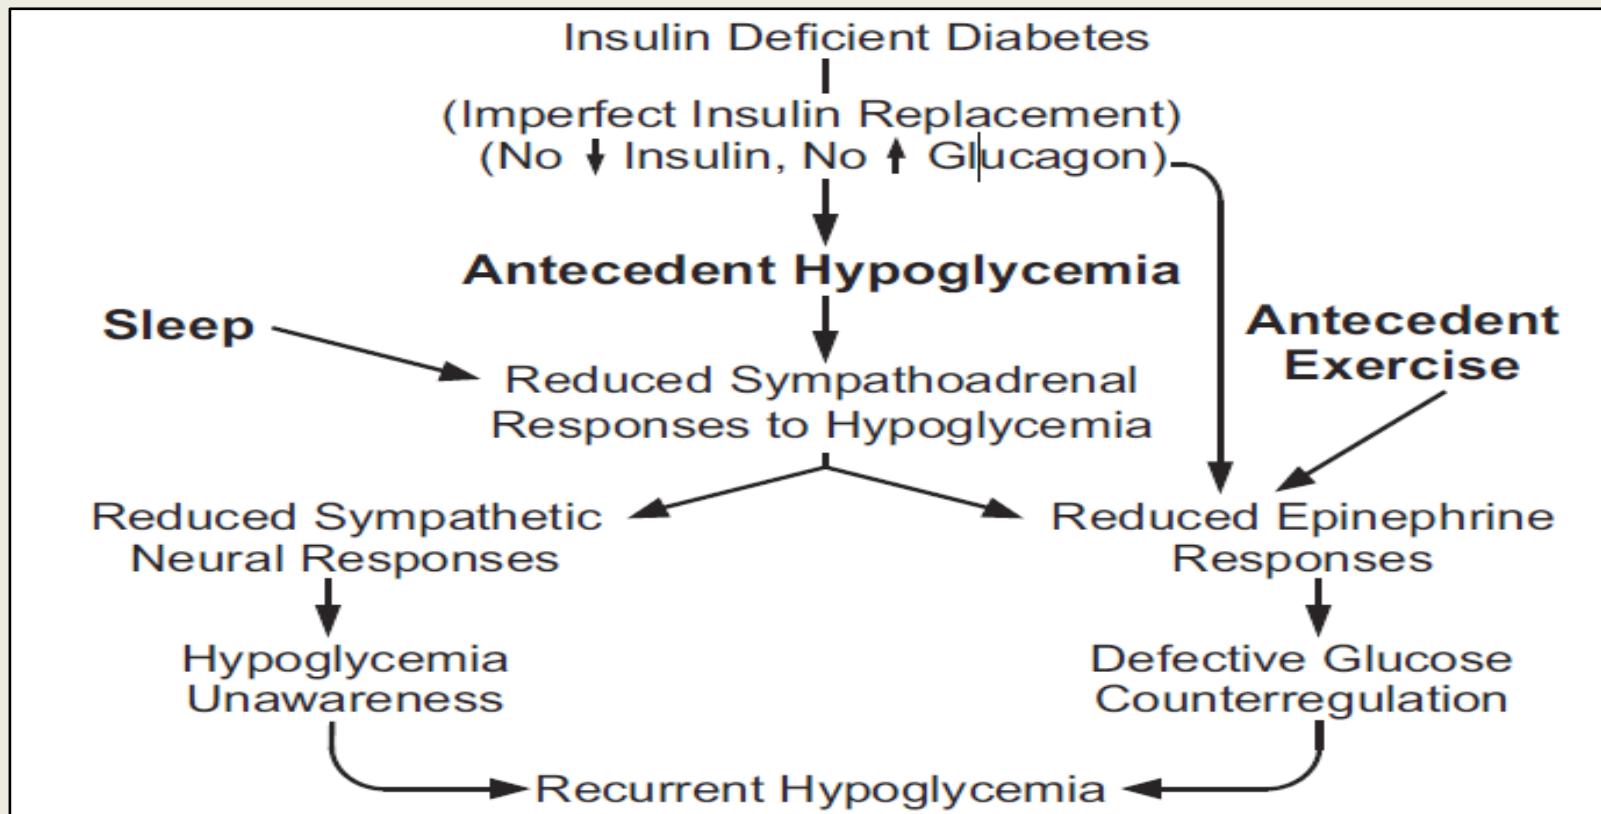 Insulin Deficient Diabetes
(Imperfect Insulin Replacement)
(No ↓ Insulin, No ↑ Glucagon)
Antecedent Hypoglycemia
Sleep
Antecedent
Exercise
Reduced Sympathoadrenal
Responses to Hypoglycemia
Reduced Sympathetic
Neural Responses
Reduced Epinephrine
Responses
Hypoglycemia
Unawareness
Defective Glucose
Counterregulation
Recurrent Hypoglycemia